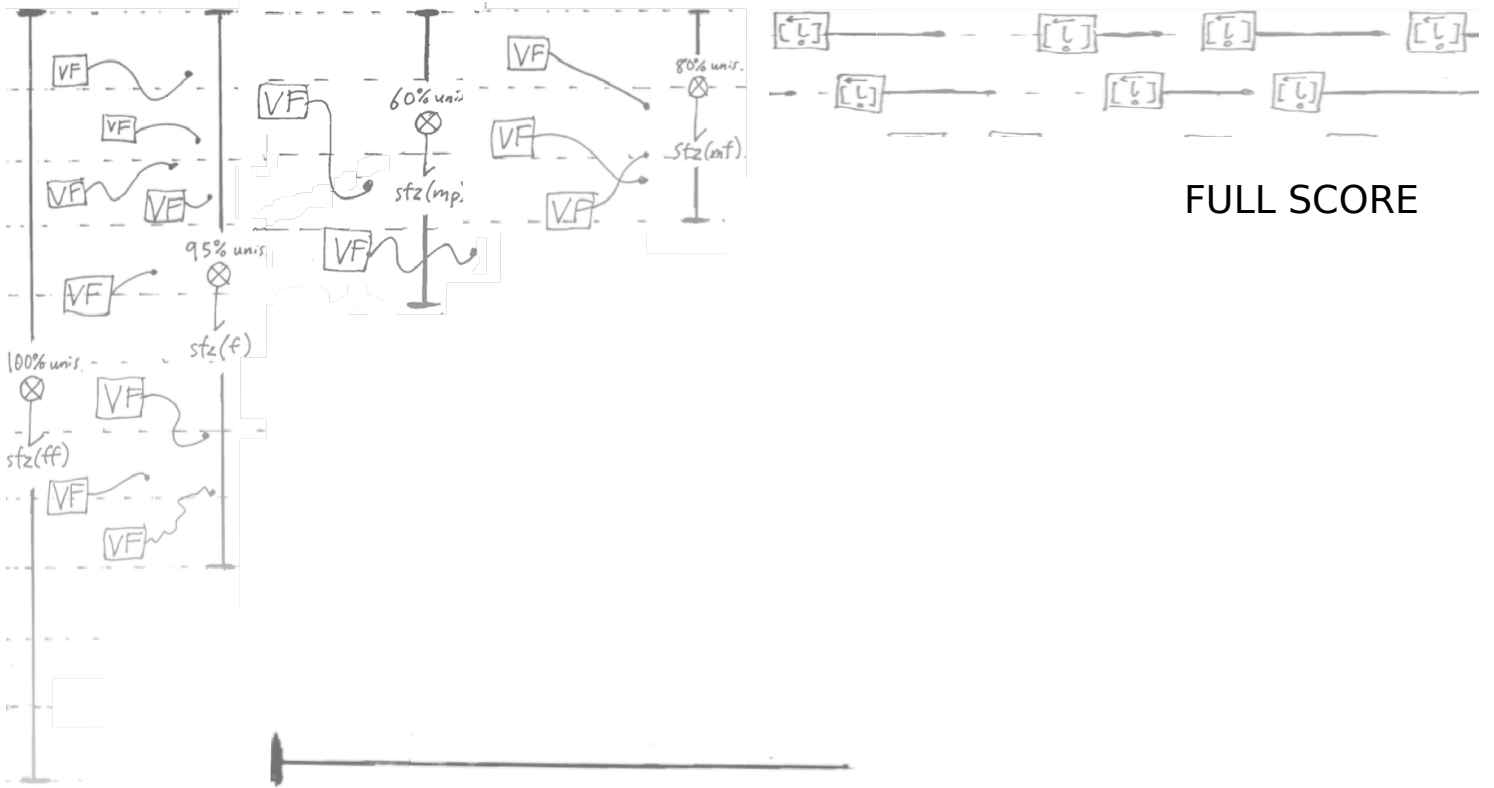 VF
VF
VF
VF
95% unis.
sfz(f)
VF
100% unis.
sfz(ff)
VF
VF
VF
VF
60% unis
sfz(mp)
VF
VF
80% unis.
sfz(mf)
VF
VF
FULL SCORE